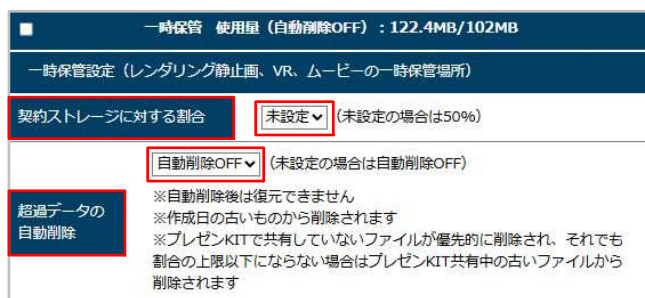 一時保管 使用量（自動削除OFF）：122.4MB/102MB
一時保管設定（レンダリング静止画、VR、ムービーの一時保管場所）
契約ストレージに対する割合 未設定 （未設定の場合は50%）
自動削除OFF （未設定の場合は自動削除OFF）
超過データの
自動削除
※自動削除後は復元できません
※作成日の古いものから削除されます
※プレゼンKITで共有していないファイルが優先的に削除され、それでも
割合の上限以下にならない場合はプレゼンKIT共有中の古いファイルから
削除されます